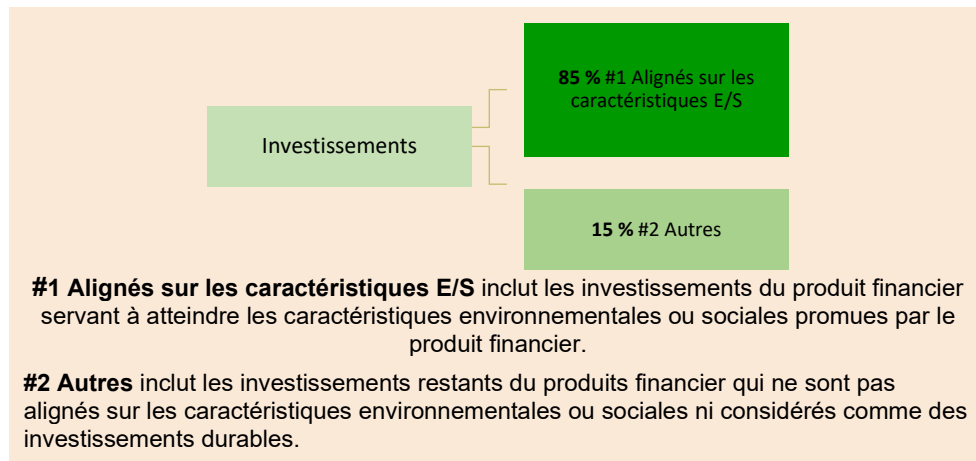 85 % #1 Alignés sur les
caractéristiques E/S
Investissements
15 % #2 Autres
#1 Alignés sur les caractéristiques E/S inclut les investissements du produit financier
servant à atteindre les caractéristiques environnementales ou sociales promues par le
produit financier.
#2 Autres inclut les investissements restants du produits financier qui ne sont pas
alignés sur les caractéristiques environnementales ou sociales ni considérés comme des
investissements durables.